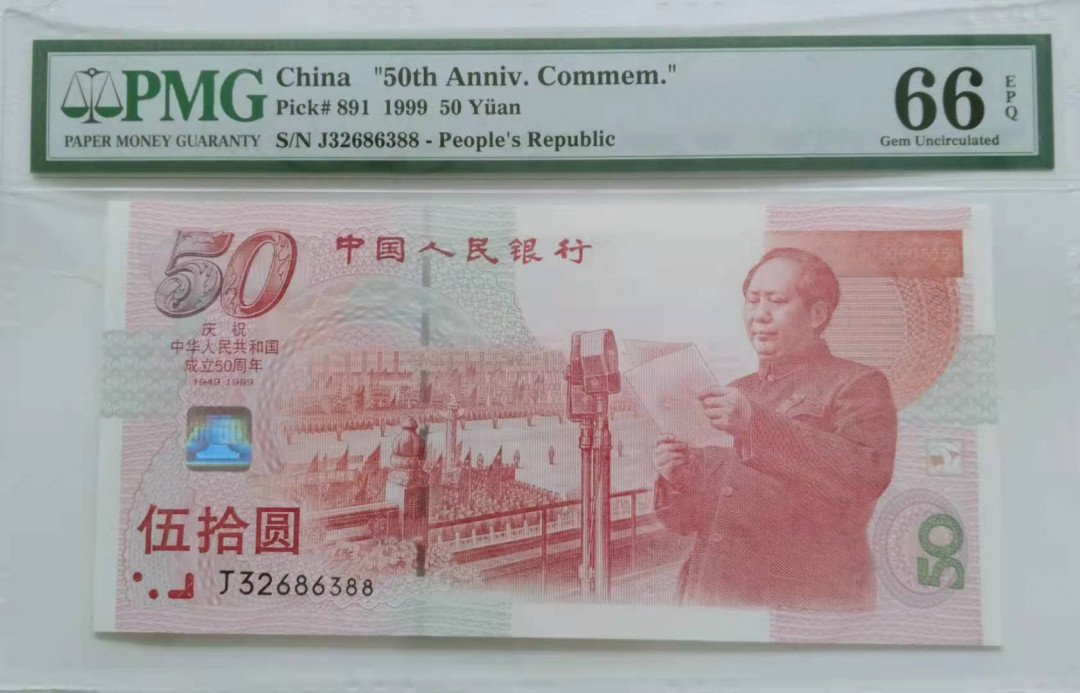 PMG
PAPER MONEY GUARANTY
China "50th Anniv. Commem."
Pick# 891 1999 50 Yüan
S/N J32686388 - People's Republic
66
EPQ
Gem Uncirculated
50
中国人民银行
庆祝
中华人民共和国
成立50周年
1949-1999
伍拾圆
J32686388
50